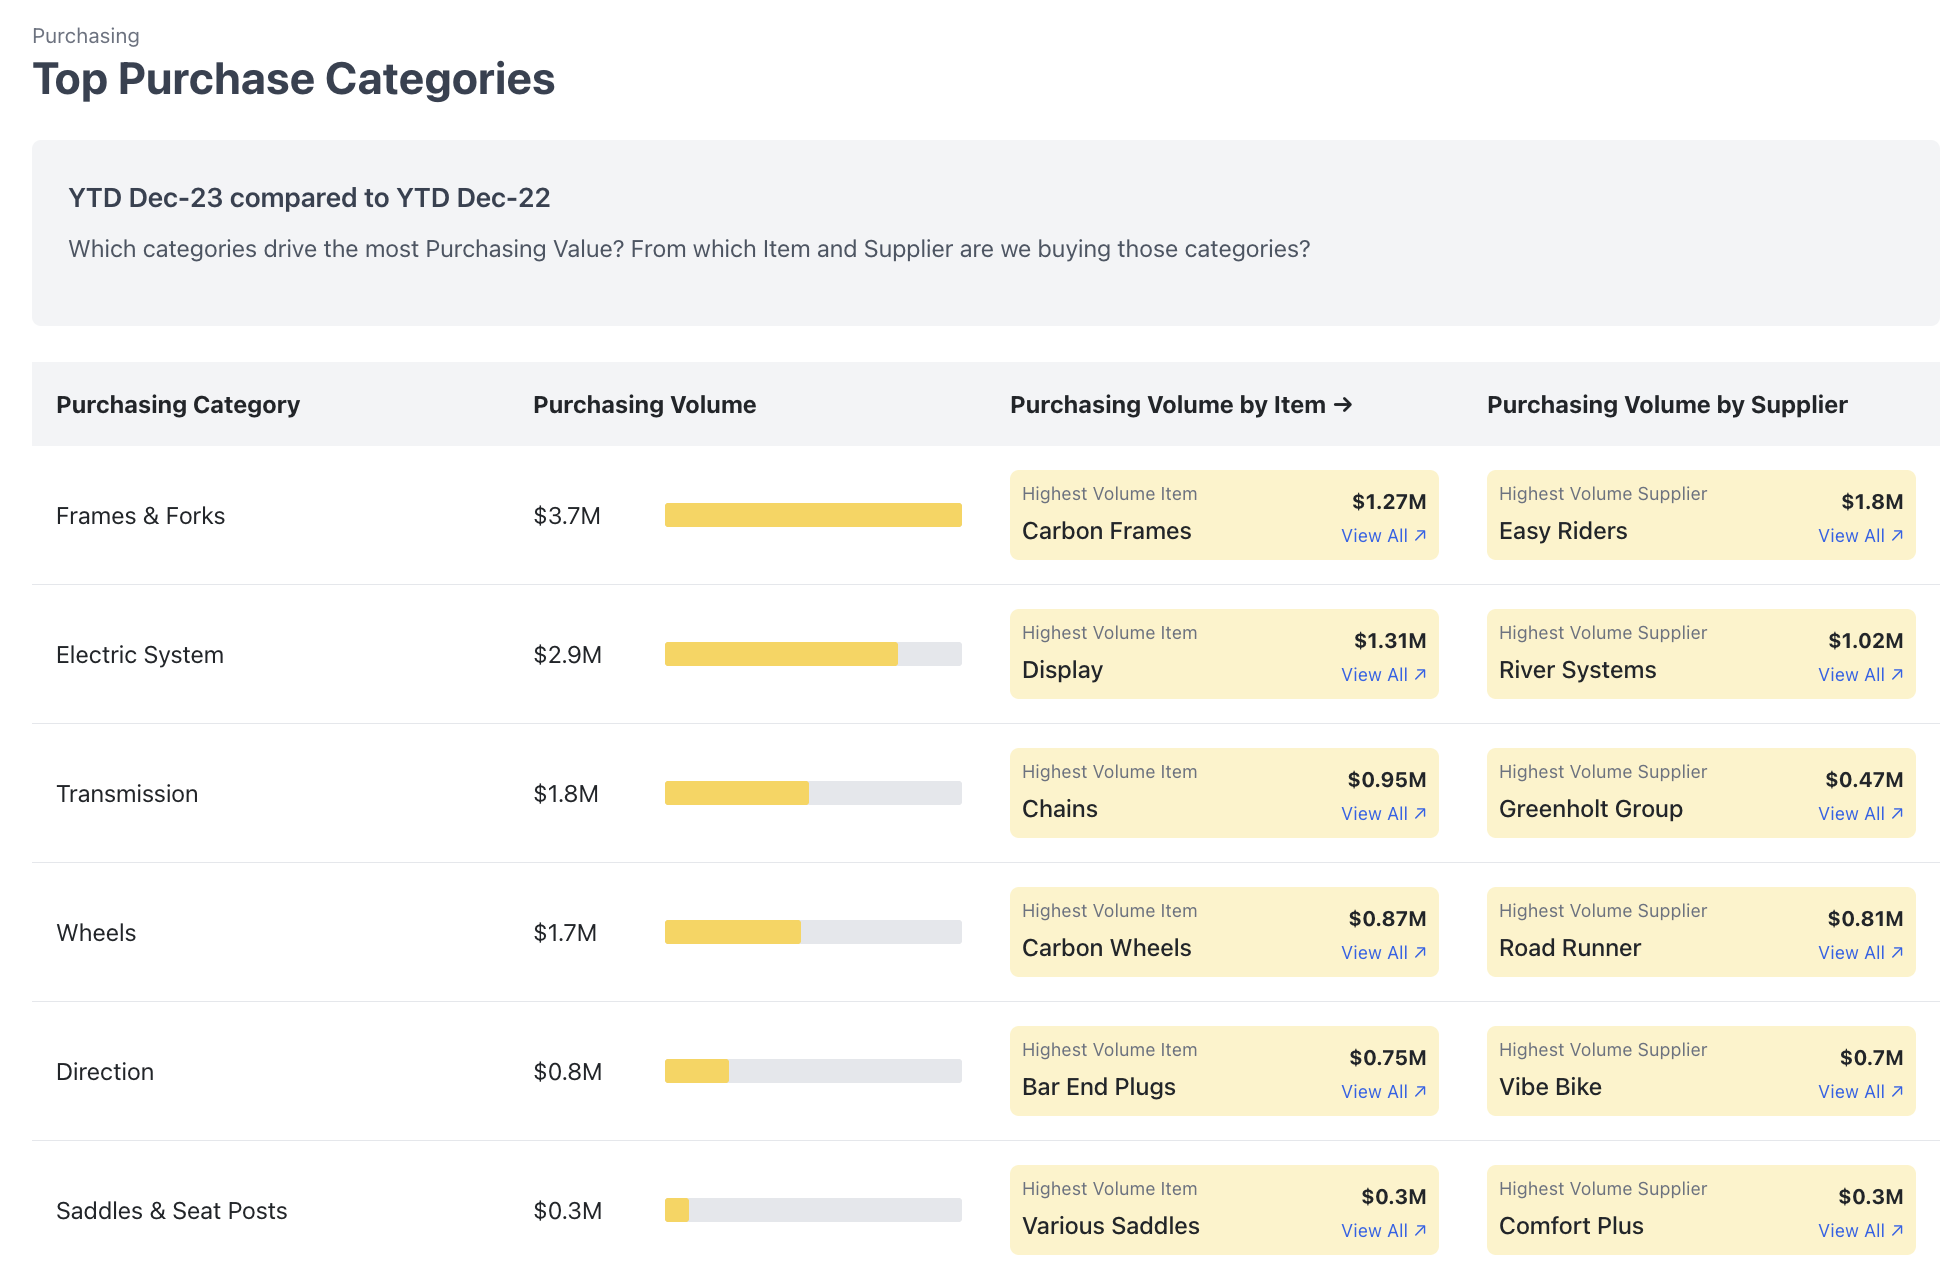 Purchasing
Top Purchase Categories
YTD Dec-23 compared to YTD Dec-22
Which categories drive the most Purchasing Value? From which Item and Supplier are we buying those categories?
Purchasing Category Purchasing Volume Purchasing Volume by Item → Purchasing Volume by Supplier
Frames & Forks $3.7M
Highest Volume Item $1.27M
Carbon Frames View All ↗
Highest Volume Supplier $1.8M
Easy Riders View All ↗
Electric System $2.9M
Highest Volume Item $1.31M
Display View All ↗
Highest Volume Supplier $1.02M
River Systems View All ↗
Transmission $1.8M
Highest Volume Item $0.95M
Chains View All ↗
Highest Volume Supplier $0.47M
Greenholt Group View All ↗
Wheels $1.7M
Highest Volume Item $0.87M
Carbon Wheels View All ↗
Highest Volume Supplier $0.81M
Road Runner View All ↗
Direction $0.8M
Highest Volume Item $0.75M
Bar End Plugs View All ↗
Highest Volume Supplier $0.7M
Vibe Bike View All ↗
Saddles & Seat Posts $0.3M
Highest Volume Item $0.3M
Various Saddles View All ↗
Highest Volume Supplier $0.3M
Comfort Plus View All ↗